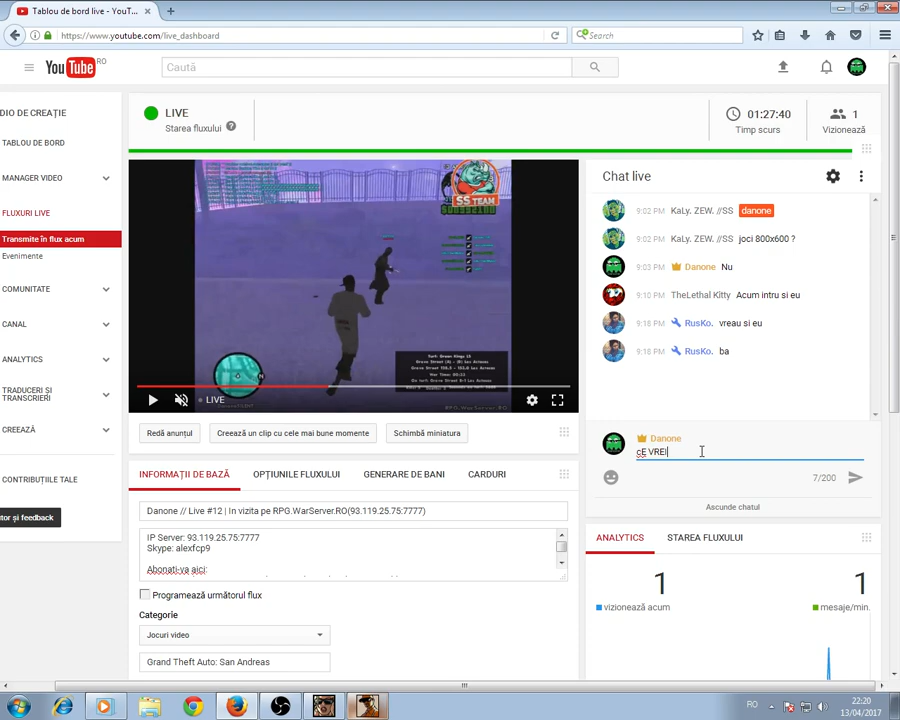 Tablou de bord live - YouT...
https://www.youtube.com/live_dashboard
Search
YouTube RO
Caută
DIO DE CREAȚIE
TABLOU DE BORD
MANAGER VIDEO
FLUXURI LIVE
Transmite în flux acum
Evenimente
COMUNITATE
CANAL
ANALYTICS
TRADUCERI ȘI
TRANSCRIERI
CREEAZĂ
CONTRIBUȚIILE TALE
tor și feedback
LIVE
Starea fluxului
01:27:40
Timp scurs
1
Vizionează
SS
TEAM
LIVE
Redă anunțul
Creează un clip cu cele mai bune momente
Schimbă miniatura
INFORMAȚII DE BAZĂ
OPȚIUNILE FLUXULUI
GENERARE DE BANI
CARDURI
Danone // Live #12 | In vizita pe RPG.WarServer.RO(93.119.25.75:7777)
IP Server: 93.119.25.75:7777
Skype: alexfcp9
Abonati-va aici:
Programează următorul flux
Categorie
Jocuri video
Grand Theft Auto: San Andreas
Chat live
9:02 PM KaLy. ZEW. //SS danone
9:02 PM KaLy. ZEW. //SS joci 800x600 ?
9:03 PM Danone Nu
9:10 PM TheLethal Kitty Acum intru si eu
9:18 PM RusKo. vreau si eu
9:18 PM RusKo. ba
Danone
cE VREi
7/200
Ascunde chatul
ANALYTICS
STAREA FLUXULUI
1
vizionează acum
1
mesaje/min.
RO
22:20
13/04/2017